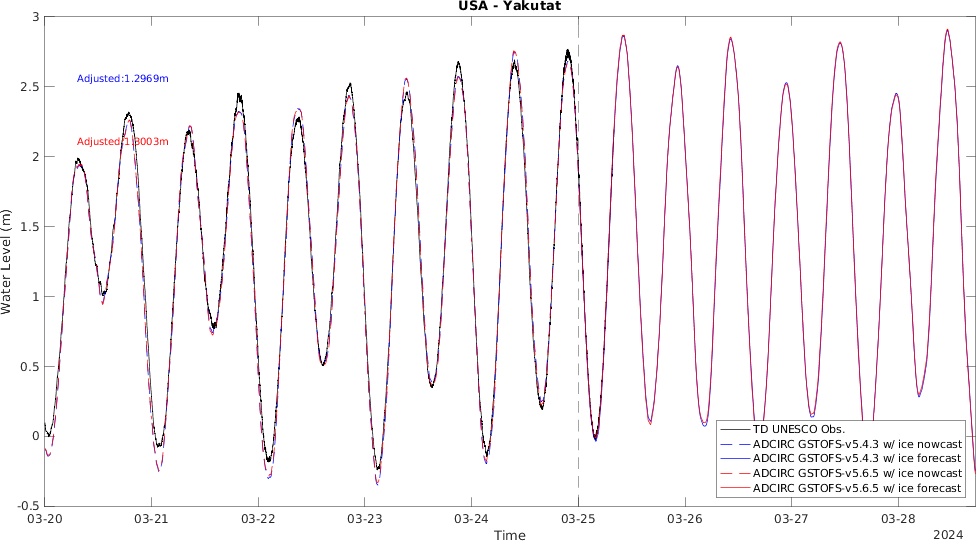 USA - Yakutat
3
2.5
2
1.5
1
0.5
0
-0.5
Water Level (m)
Adjusted:1.2969m
Adjusted:1.3003m
TD UNESCO Obs.
ADCIRC GSTOFS-v5.4.3 w/ ice nowcast
ADCIRC GSTOFS-v5.4.3 w/ ice forecast
ADCIRC GSTOFS-v5.6.5 w/ ice nowcast
ADCIRC GSTOFS-v5.6.5 w/ ice forecast
03-20 03-21 03-22 03-23 03-24 03-25 03-26 03-27 03-28
Time
2024